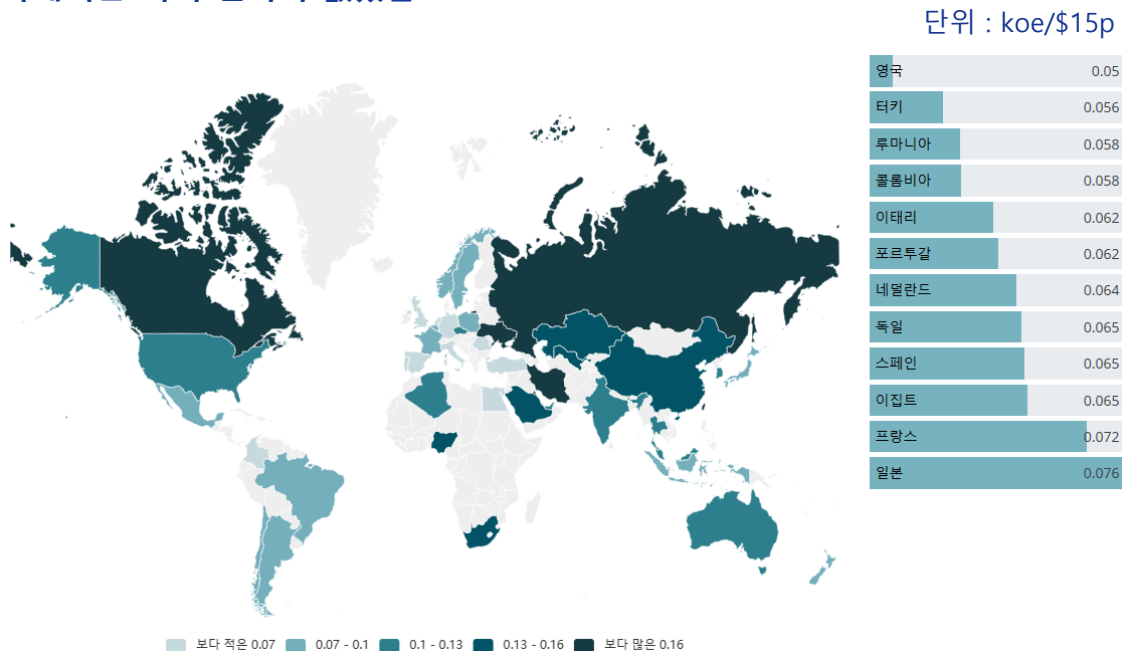 단위 : koe/$15p
영국 0.05
터키 0.056
루마니아 0.058
콜롬비아 0.058
이태리 0.062
포르투갈 0.062
네덜란드 0.064
독일 0.065
스페인 0.065
이집트 0.065
프랑스 0.072
일본 0.076
보다 적은 0.07 0.07 - 0.1 0.1 - 0.13 0.13 - 0.16 보다 많은 0.16